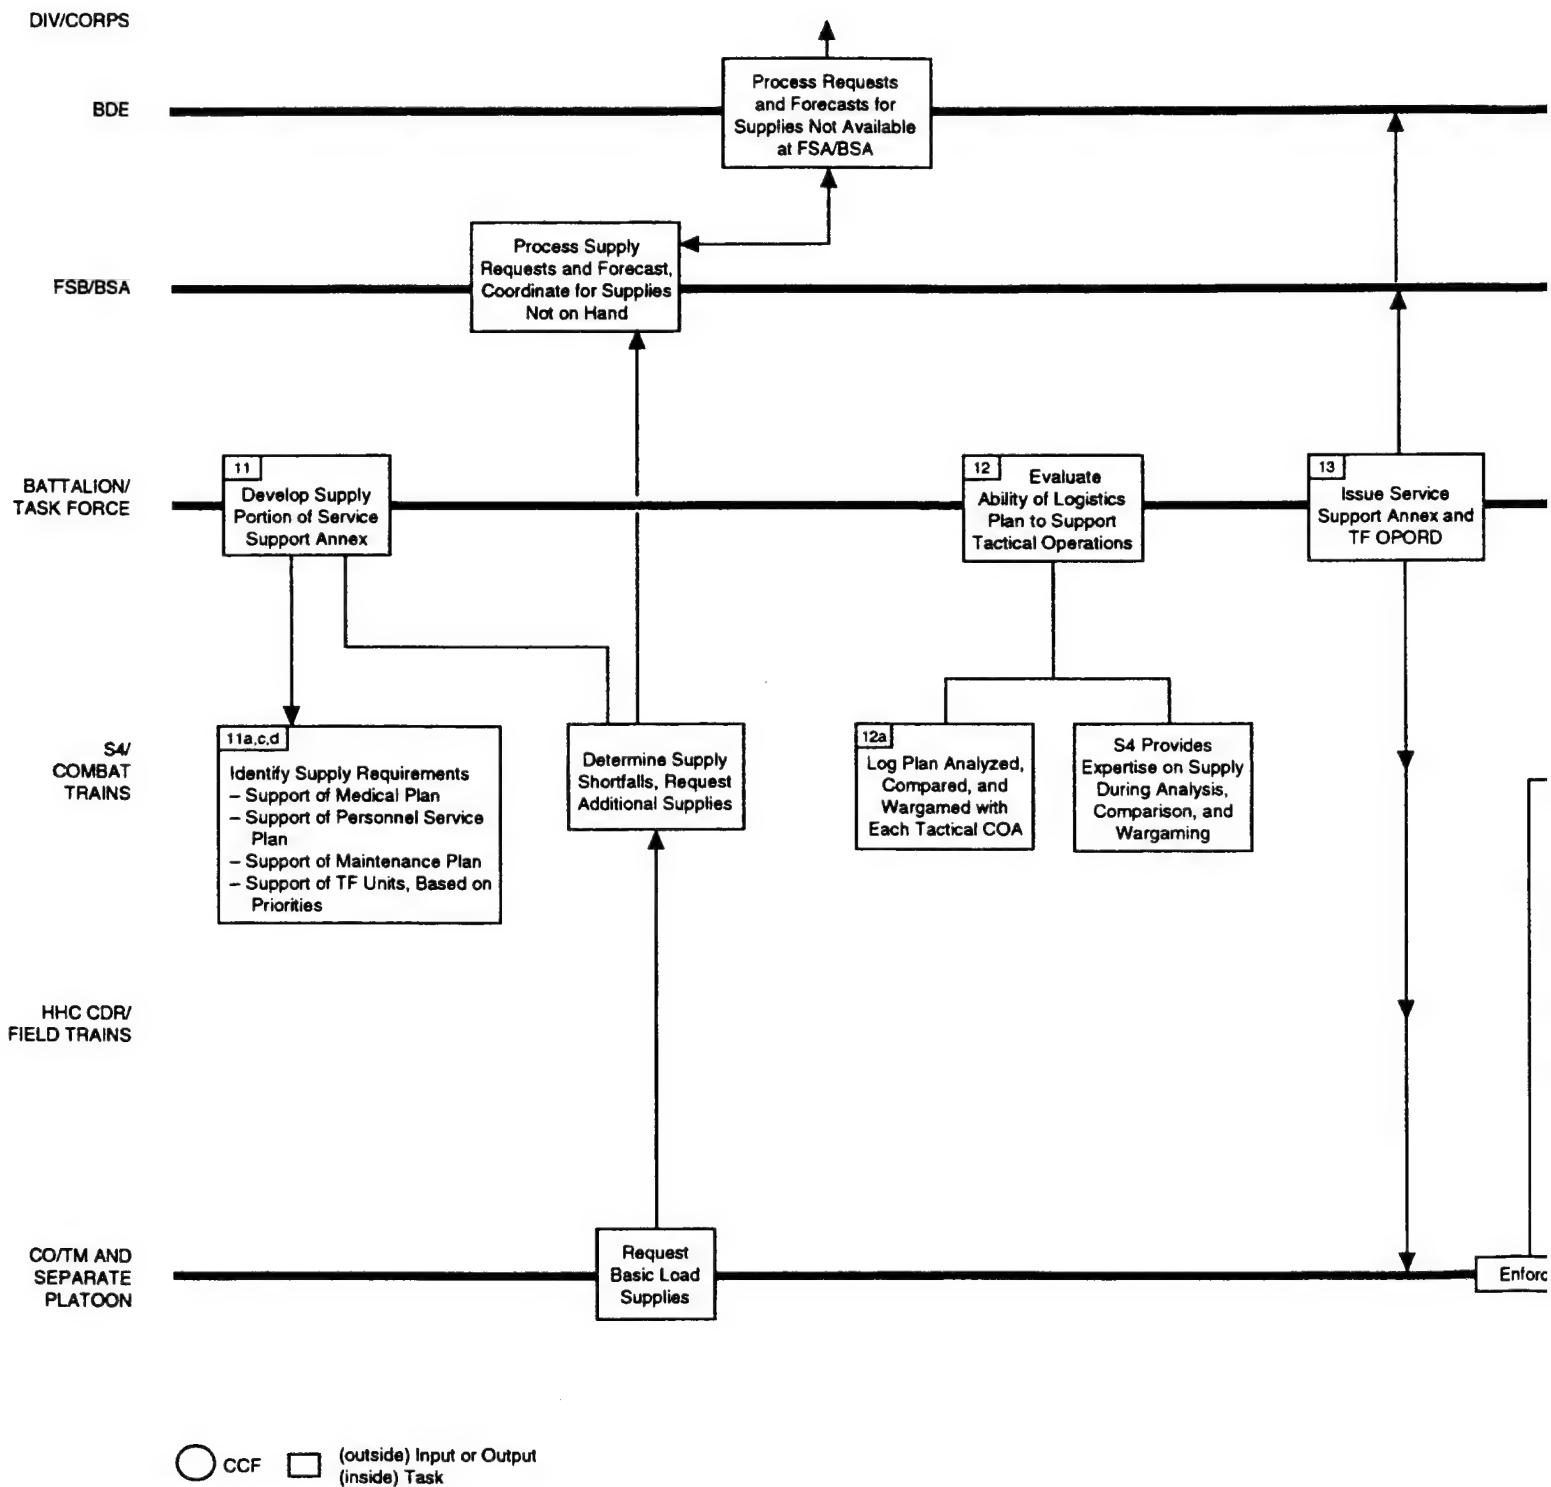 DIV/CORPS
Process Requests
and Forecasts for
Supplies Not Available
at FSA/BSA
BDE
Process Supply
Requests and Forecast,
Coordinate for Supplies
Not on Hand
FSB/BSA
BATTALION/
TASK FORCE
11
Develop Supply
Portion of Service
Support Annex
12
Evaluate
Ability of Logistics
Plan to Support
Tactical Operations
13
Issue Service
Support Annex and
TF OPORD
S4/
COMBAT
TRAINS
11a,c,d
Identify Supply Requirements
– Support of Medical Plan
– Support of Personnel Service
Plan
– Support of Maintenance Plan
– Support of TF Units, Based on
Priorities
Determine Supply
Shortfalls, Request
Additional Supplies
12a
Log Plan Analyzed,
Compared, and
Wargamed with
Each Tactical COA
S4 Provides
Expertise on Supply
During Analysis,
Comparison, and
Wargaming
HHC CDR/
FIELD TRAINS
CO/TM AND
SEPARATE
PLATOON
Request
Basic Load
Supplies
Enforc
CCF
(outside) Input or Output
(inside) Task